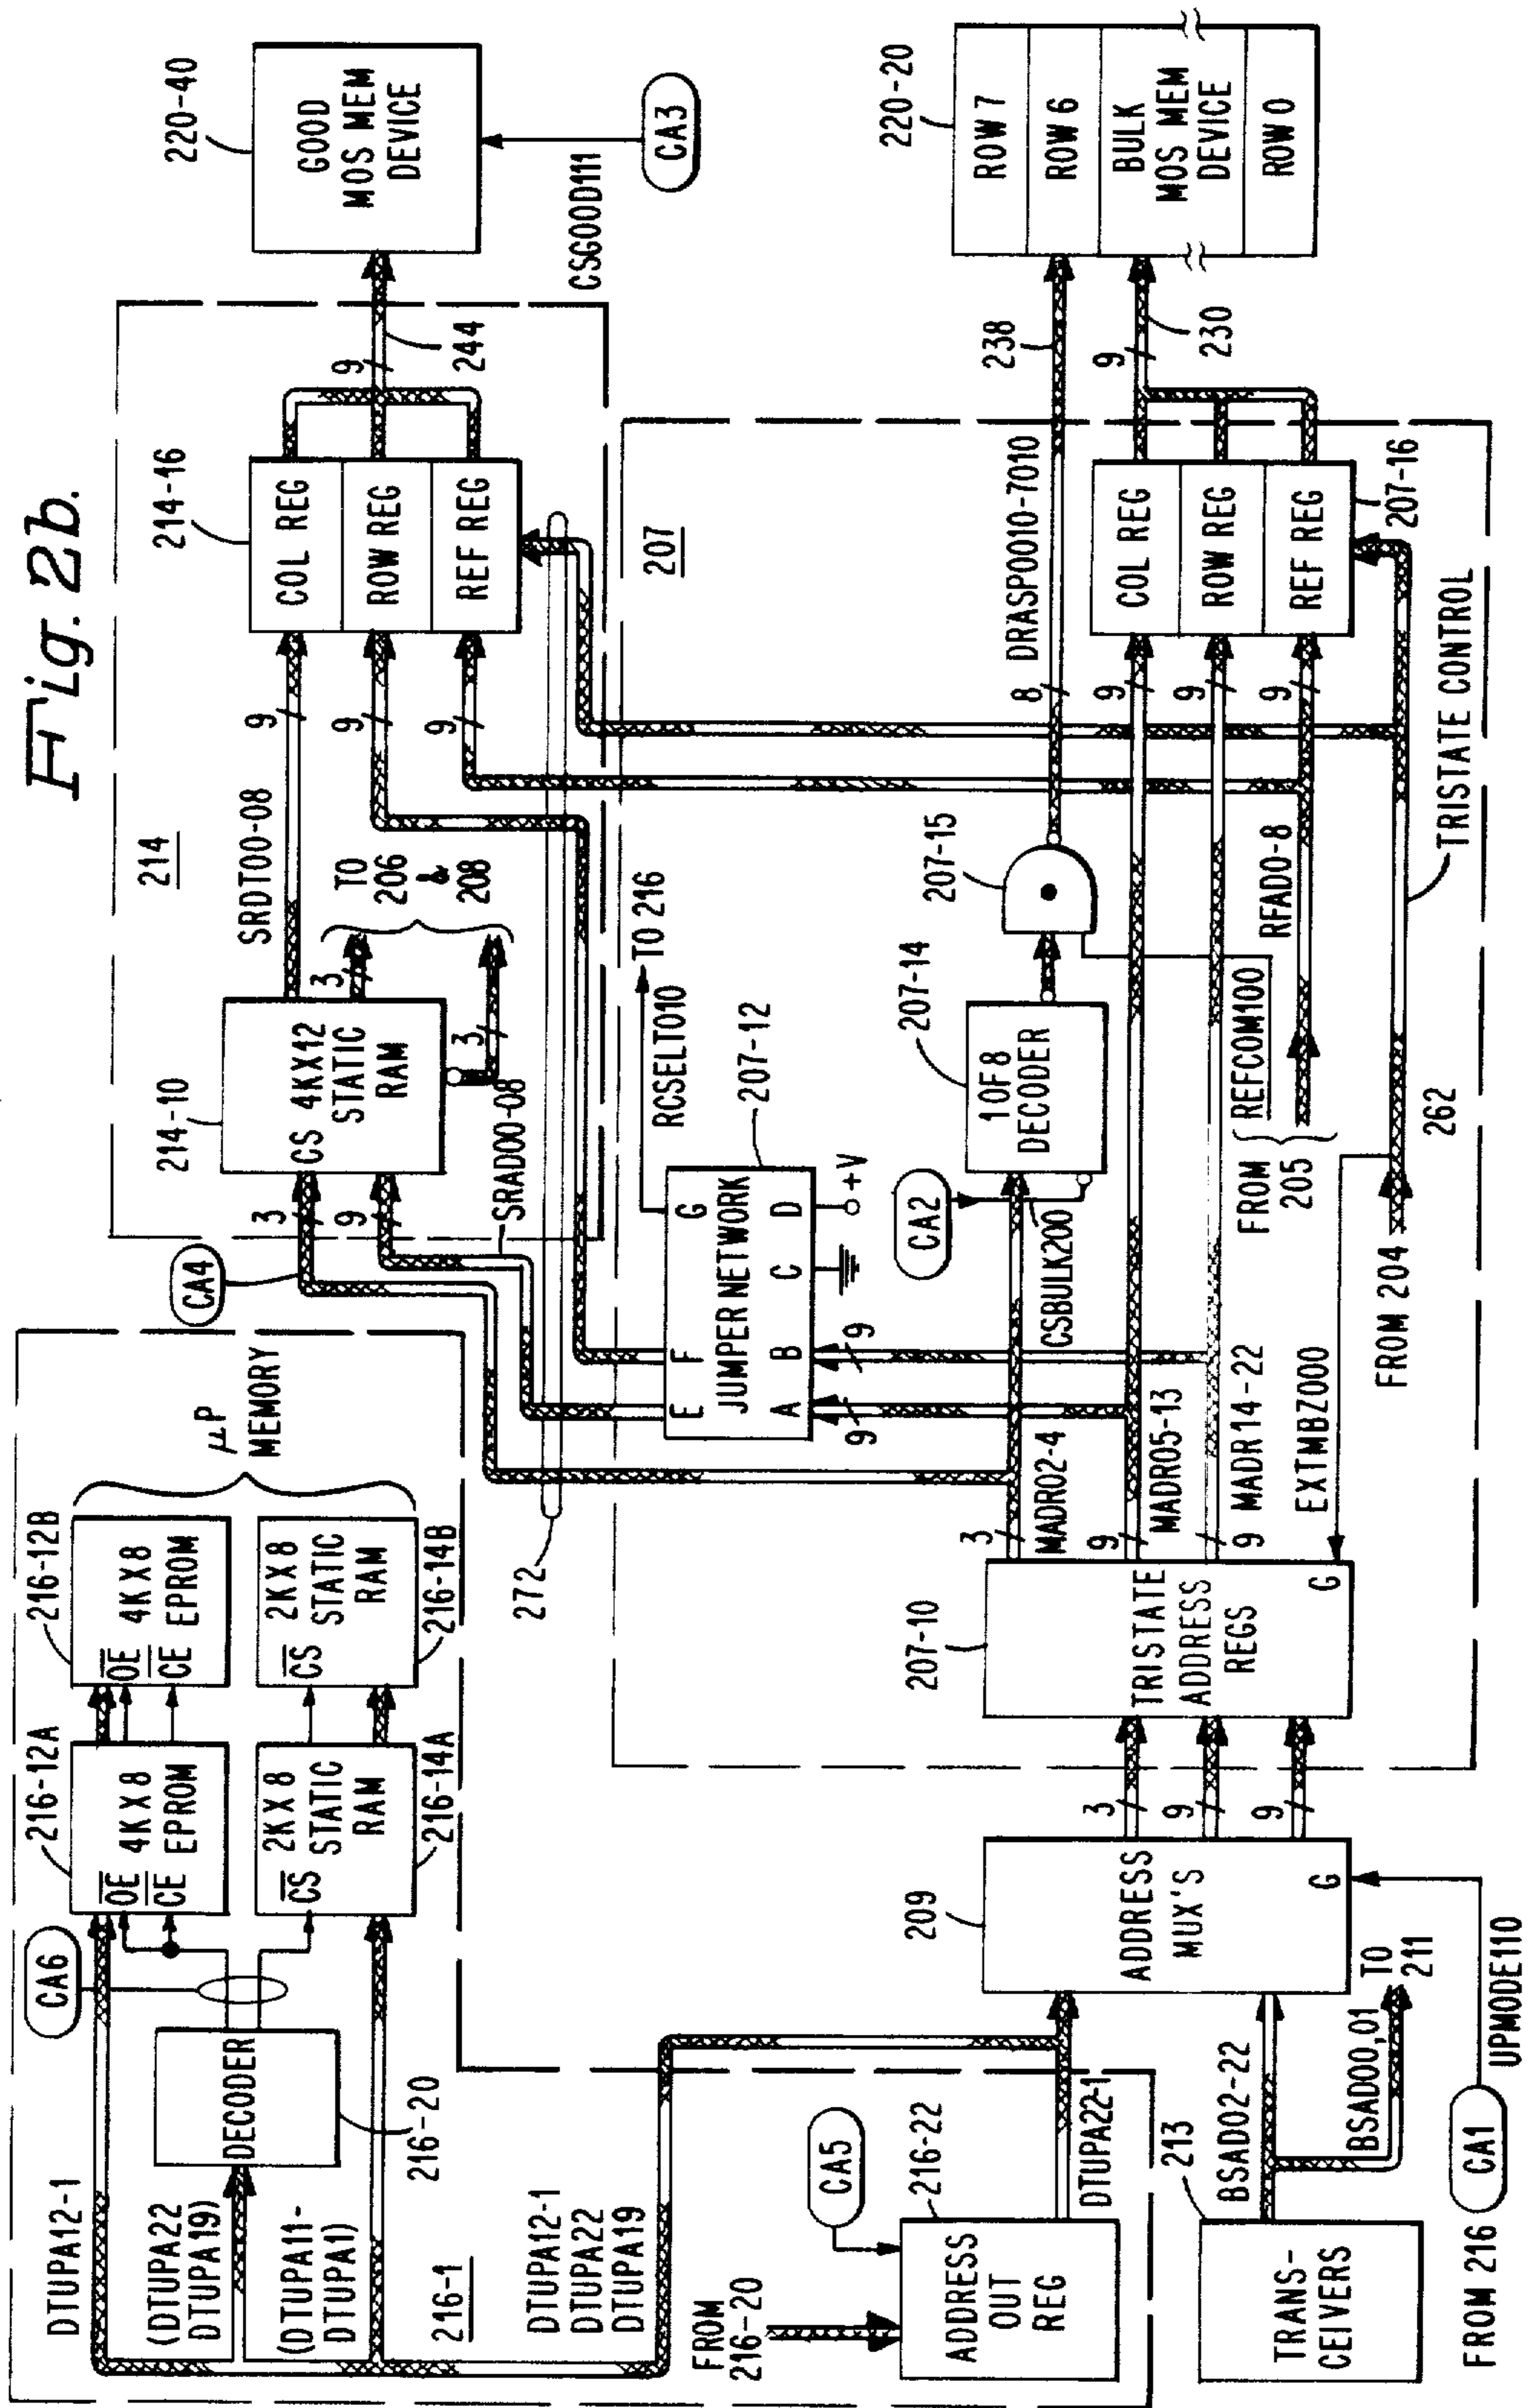 Fig. 2b.
216-12A
216-12B
OE 4KX8
CE EPROM
OE 4KX8
CE EPROM
μP
MEMORY
CS 2KX8
STATIC
RAM
216-14A
CS 2KX8
STATIC
RAM
216-14B
CA6
DECODER
216-20
DTUPA12-1
(DTUPA22
DTUPA19)
(DTUPA11-
DTUPA1)
216-1
DTUPA12-1
DTUPA22
DTUPA19
FROM
216-20
CA5
216-22
ADDRESS
OUT
REG
DTUPA22-1
213
TRANS-
CEIVERS
BSAD02-22
BSAD00,01
TO
211
FROM 216
CA1
UPMODE110
209
ADDRESS
MUX'S
G
3
9
9
207-10
TRISTATE
ADDRESS
REGS
G
3
MADR02-4
9
MADR05-13
9
MADR14-22
EXTMBZ000
FROM 204
262
TRISTATE CONTROL
272
CA4
3
9
SRAD00-08
214-10
CS 4KX12
STATIC
RAM
3
3
TO
206
&
208
214
SRDT00-08
9
9
9
214-16
COL REG
ROW REG
REF REG
9
244
220-40
GOOD
MOS MEM
DEVICE
CSGOOD111
CA3
207
RCSELT010
TO 216
207-12
E F G
JUMPER NETWORK
A B C D
+V
9
9
CA2
CSBULK200
207-14
1OF8
DECODER
207-15
FROM
205
REFCOM100
RFAD0-8
8
DRASP0010-7010
9
9
9
COL REG
ROW REG
REF REG
207-16
238
9
230
220-20
ROW 7
ROW 6
BULK
MOS MEM
DEVICE
ROW 0